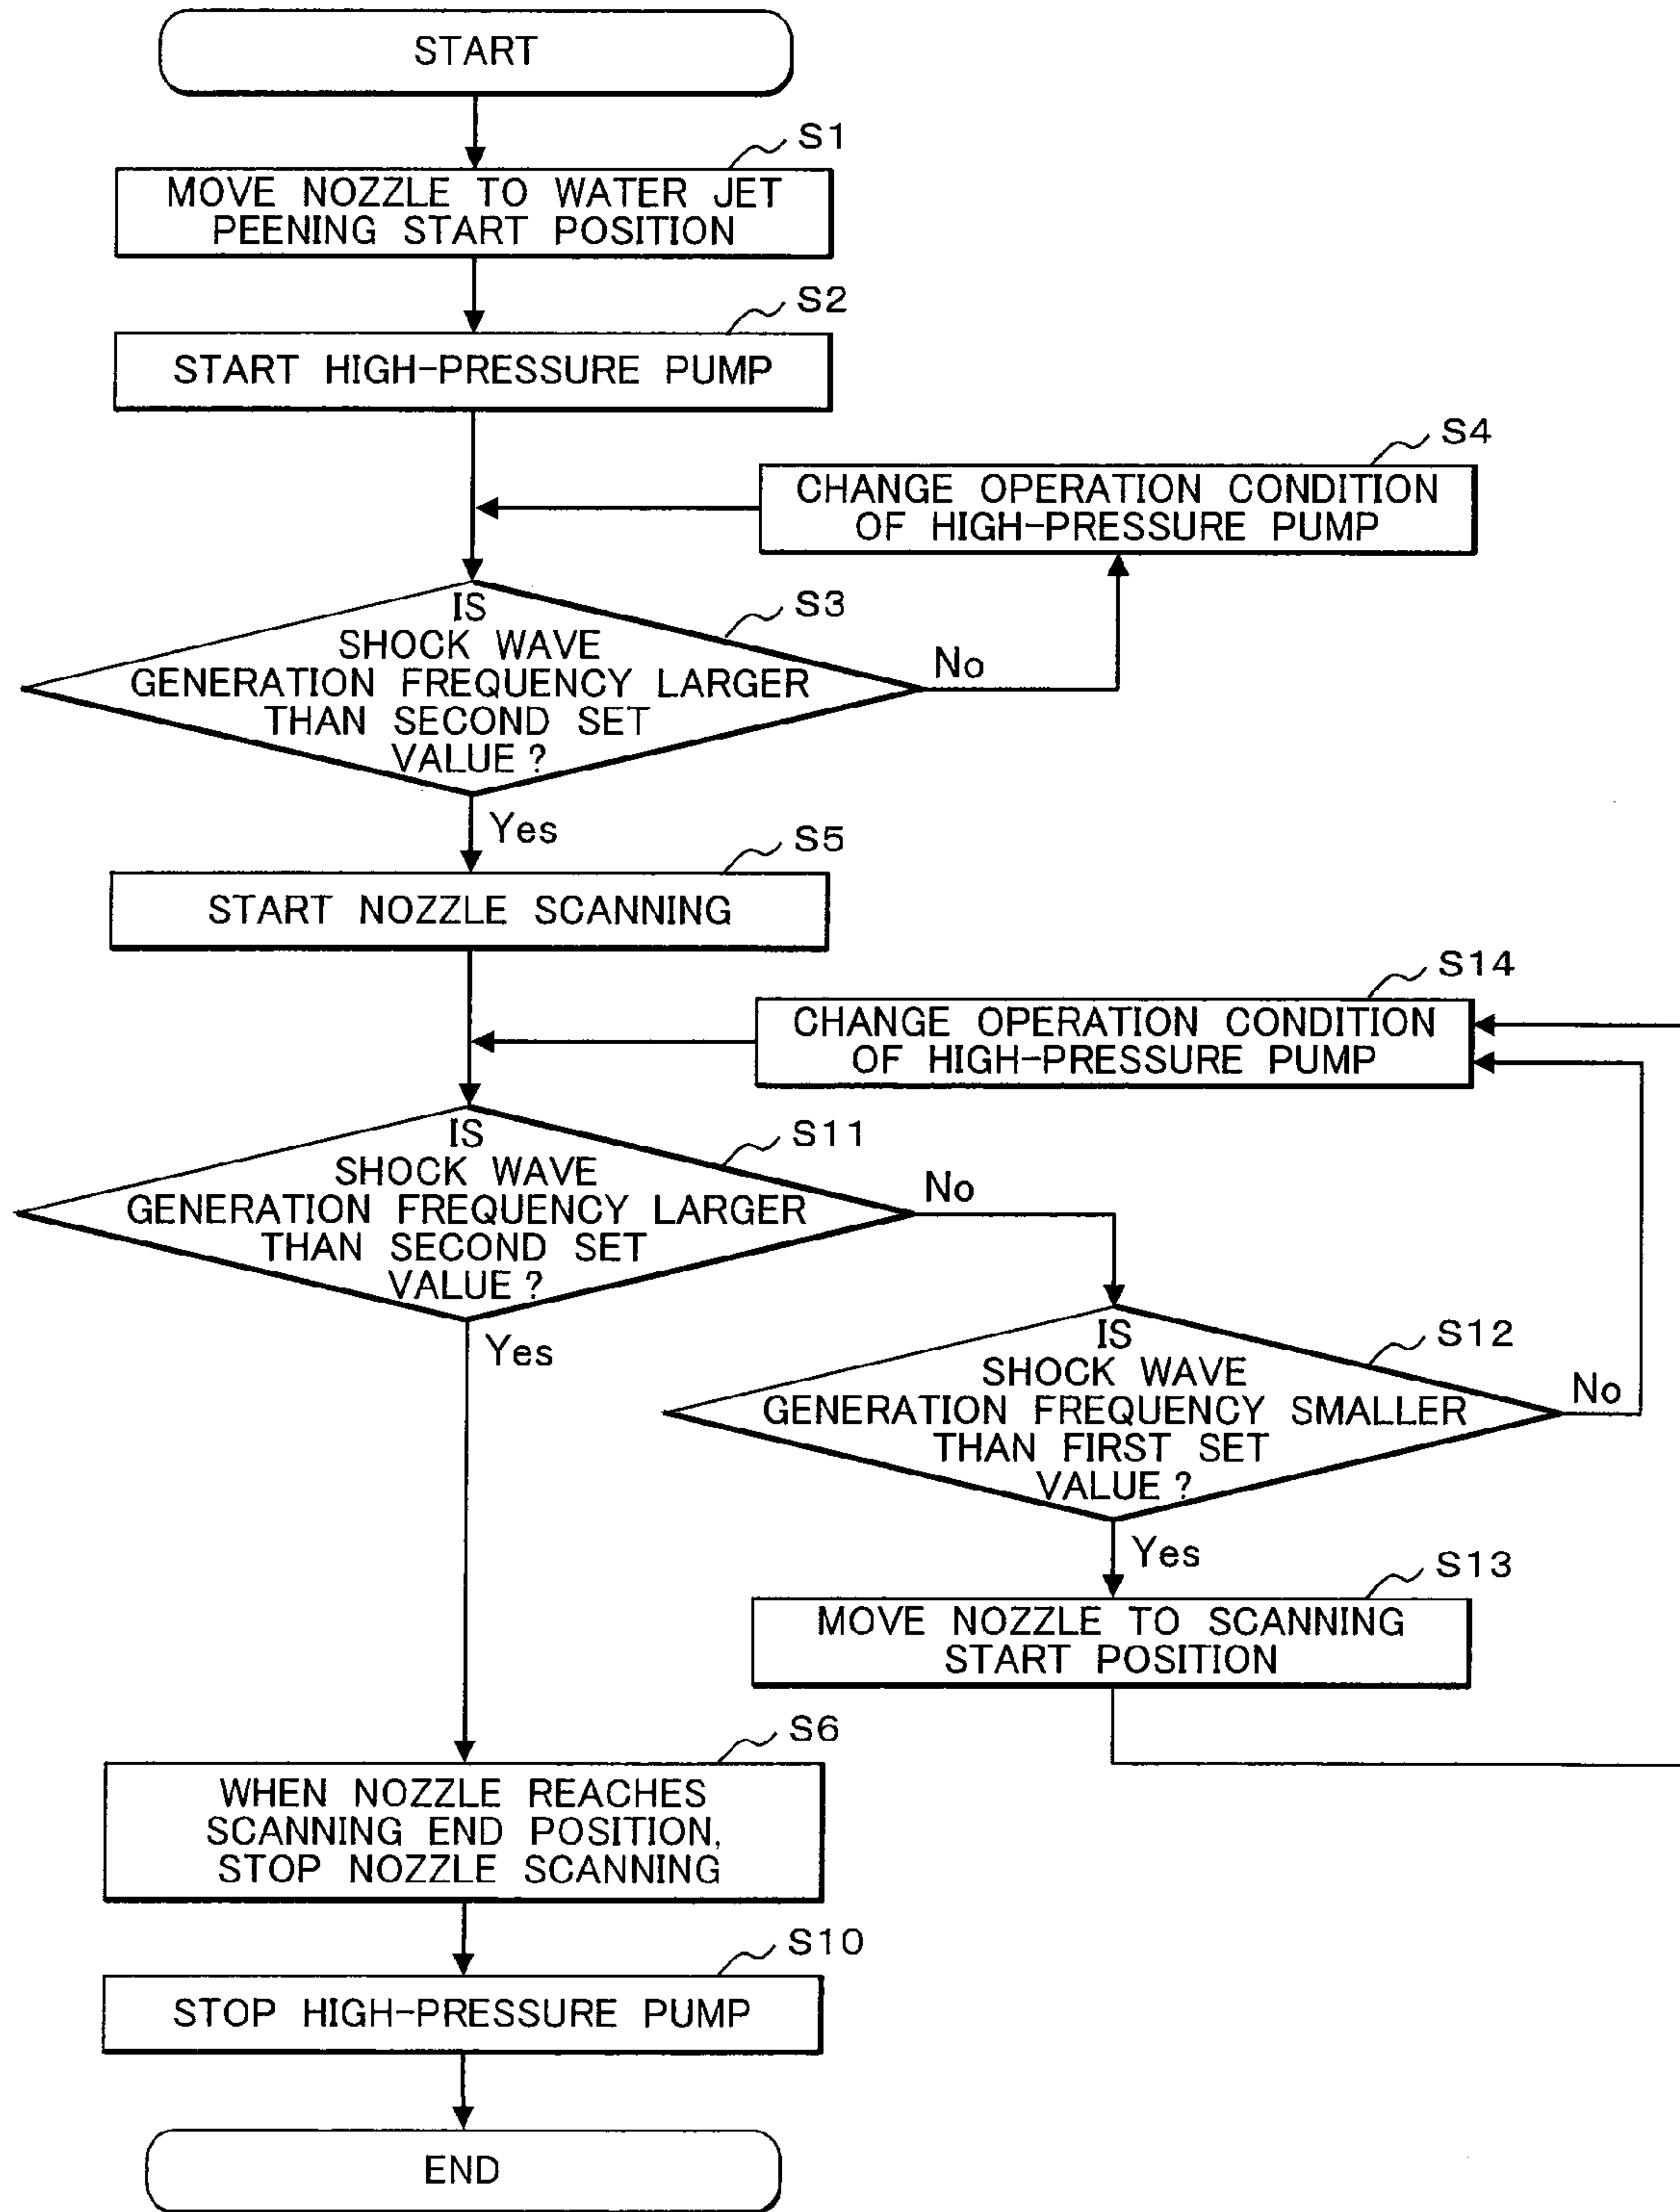 START
S1
MOVE NOZZLE TO WATER JET
PEENING START POSITION
S2
START HIGH-PRESSURE PUMP
S4
CHANGE OPERATION CONDITION
OF HIGH-PRESSURE PUMP
S3
IS
SHOCK WAVE
GENERATION FREQUENCY LARGER
THAN SECOND SET
VALUE?
No
Yes
S5
START NOZZLE SCANNING
S14
CHANGE OPERATION CONDITION
OF HIGH-PRESSURE PUMP
S11
IS
SHOCK WAVE
GENERATION FREQUENCY LARGER
THAN SECOND SET
VALUE?
No
Yes
S12
IS
SHOCK WAVE
GENERATION FREQUENCY SMALLER
THAN FIRST SET
VALUE?
No
Yes
S13
MOVE NOZZLE TO SCANNING
START POSITION
S6
WHEN NOZZLE REACHES
SCANNING END POSITION,
STOP NOZZLE SCANNING
S10
STOP HIGH-PRESSURE PUMP
END